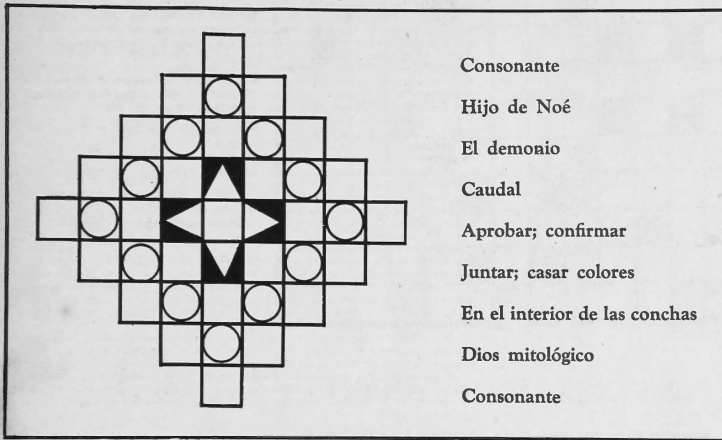 Consonante
Hijo de Noé
El demonio
Caudal
Aprobar; confirmar
Juntar; casar colores
En el interior de las conchas
Dios mitológico
Consonante